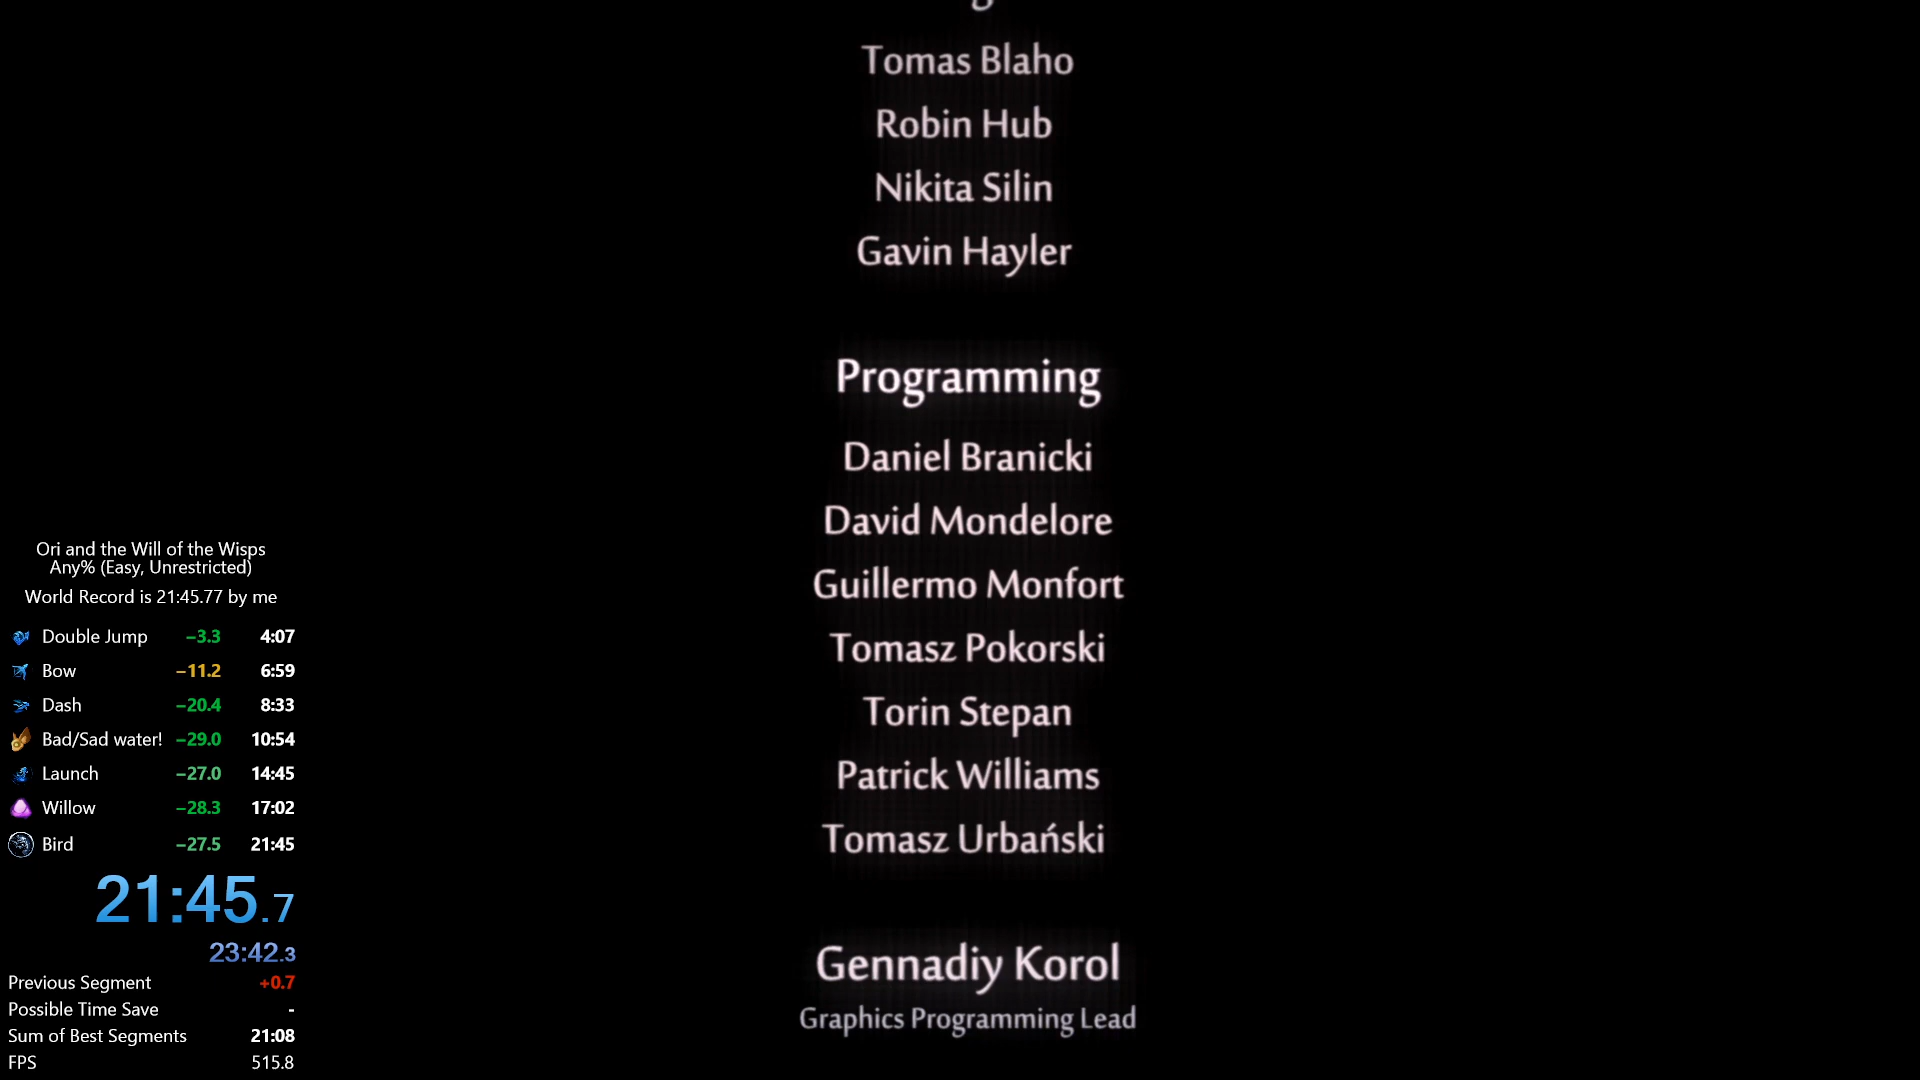 Tomas Blaho
Robin Hub
Nikita Silin
Gavin Hayler
Programming
Daniel Branicki
David Mondelore
Guillermo Monfort
Tomasz Pokorski
Torin Stepan
Patrick Williams
Tomasz Urbański
Gennadiy Korol
Graphics Programming Lead
Ori and the Will of the Wisps
Any% (Easy, Unrestricted)
World Record is 21:45.77 by me
Double Jump −3.3 4:07
Bow −11.2 6:59
Dash −20.4 8:33
Bad/Sad water! −29.0 10:54
Launch −27.0 14:45
Willow −28.3 17:02
Bird −27.5 21:45
21:45.7
23:42.3
Previous Segment +0.7
Possible Time Save -
Sum of Best Segments 21:08
FPS 515.8